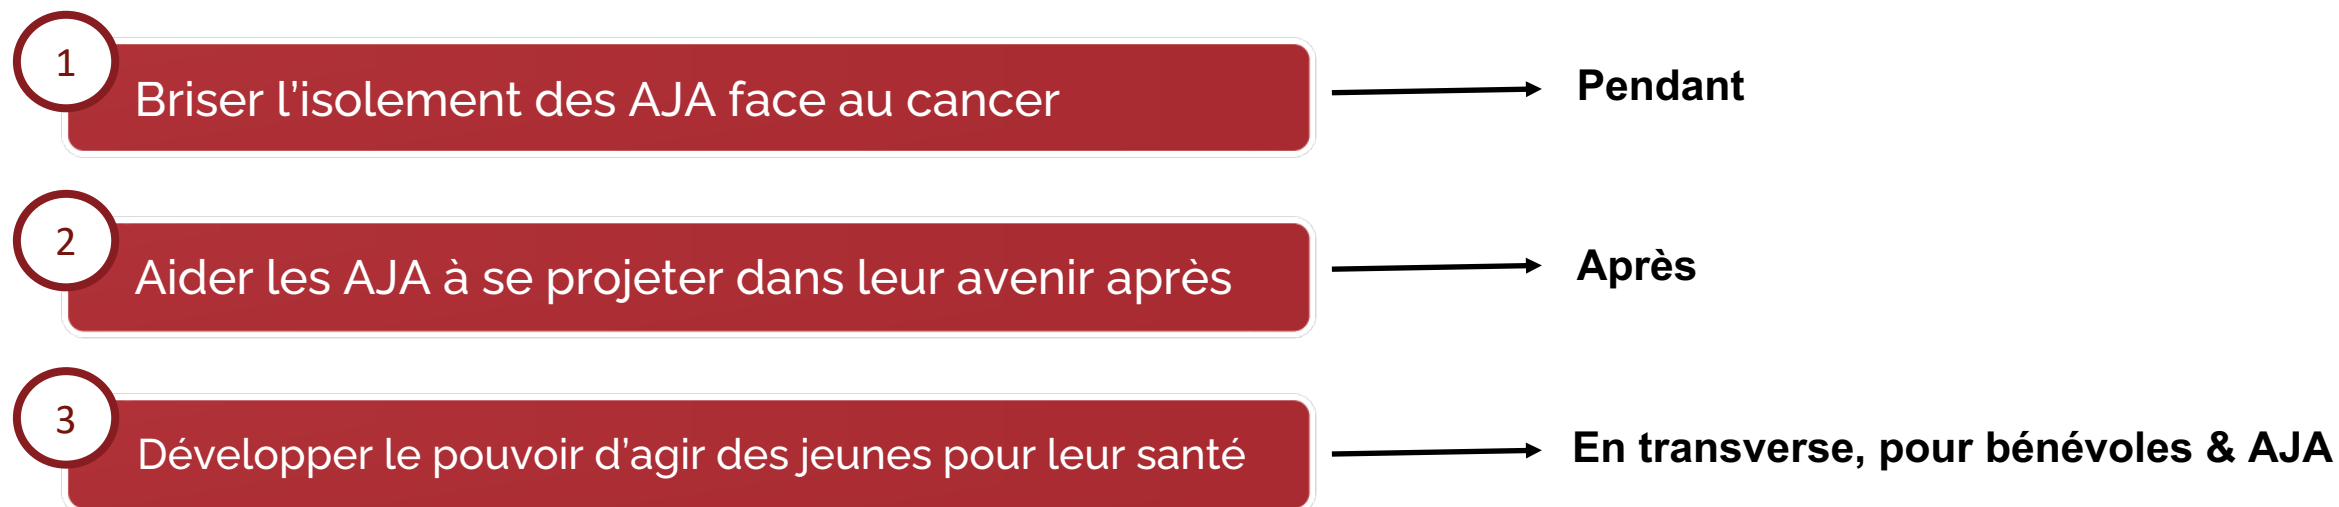 1
Briser l’isolement des AJA face au cancer
Pendant
2
Aider les AJA à se projeter dans leur avenir après
Après
3
Développer le pouvoir d’agir des jeunes pour leur santé
En transverse, pour bénévoles & AJA